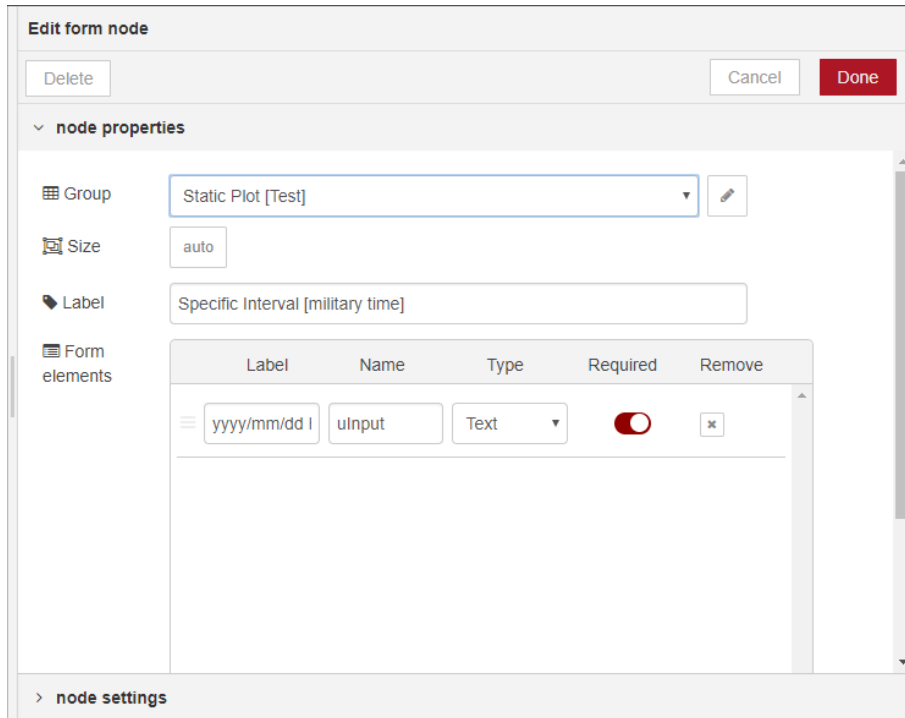 Edit form node
Delete
Cancel
Done
node properties
Group
Static Plot [Test]
Size
auto
Label
Specific Interval [military time]
Form
elements
Label Name Type Required Remove
yyyy/mm/dd
uInput
Text
node settings